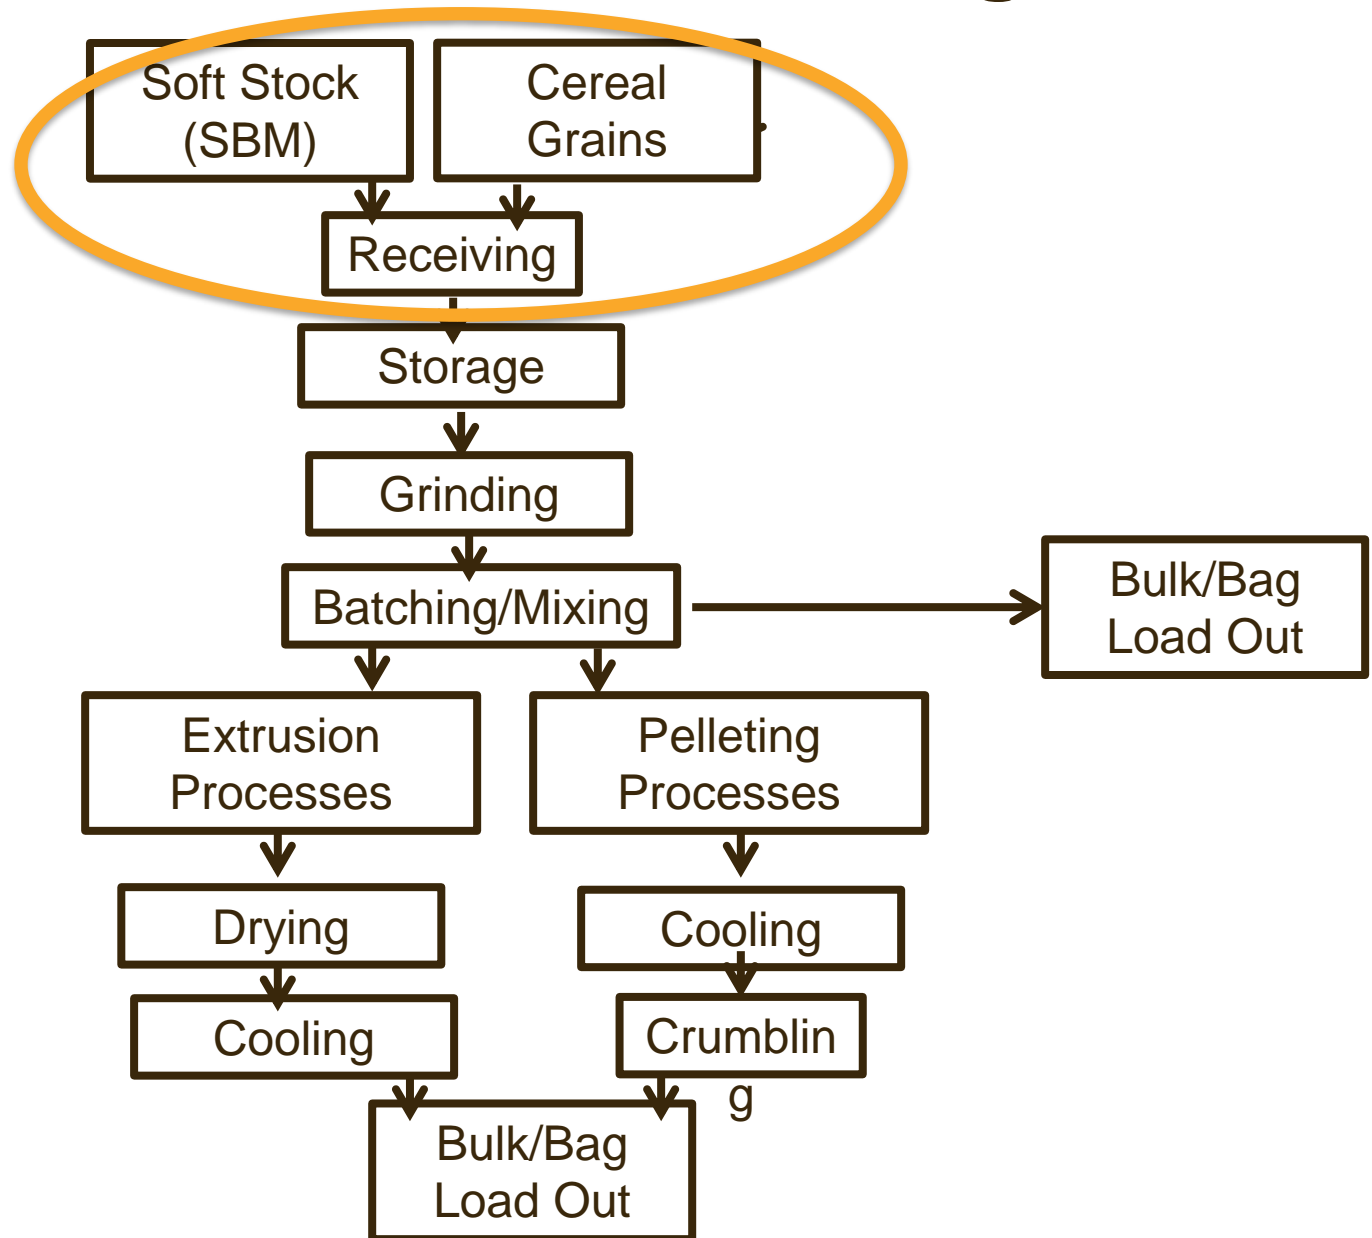 Soft Stock
(SBM)
Cereal
Grains
Receiving
Storage
Grinding
Batching/Mixing
Bulk/Bag
Load Out
Extrusion
Processes
Pelleting
Processes
Drying
Cooling
Cooling
Crumblin
g
Bulk/Bag
Load Out